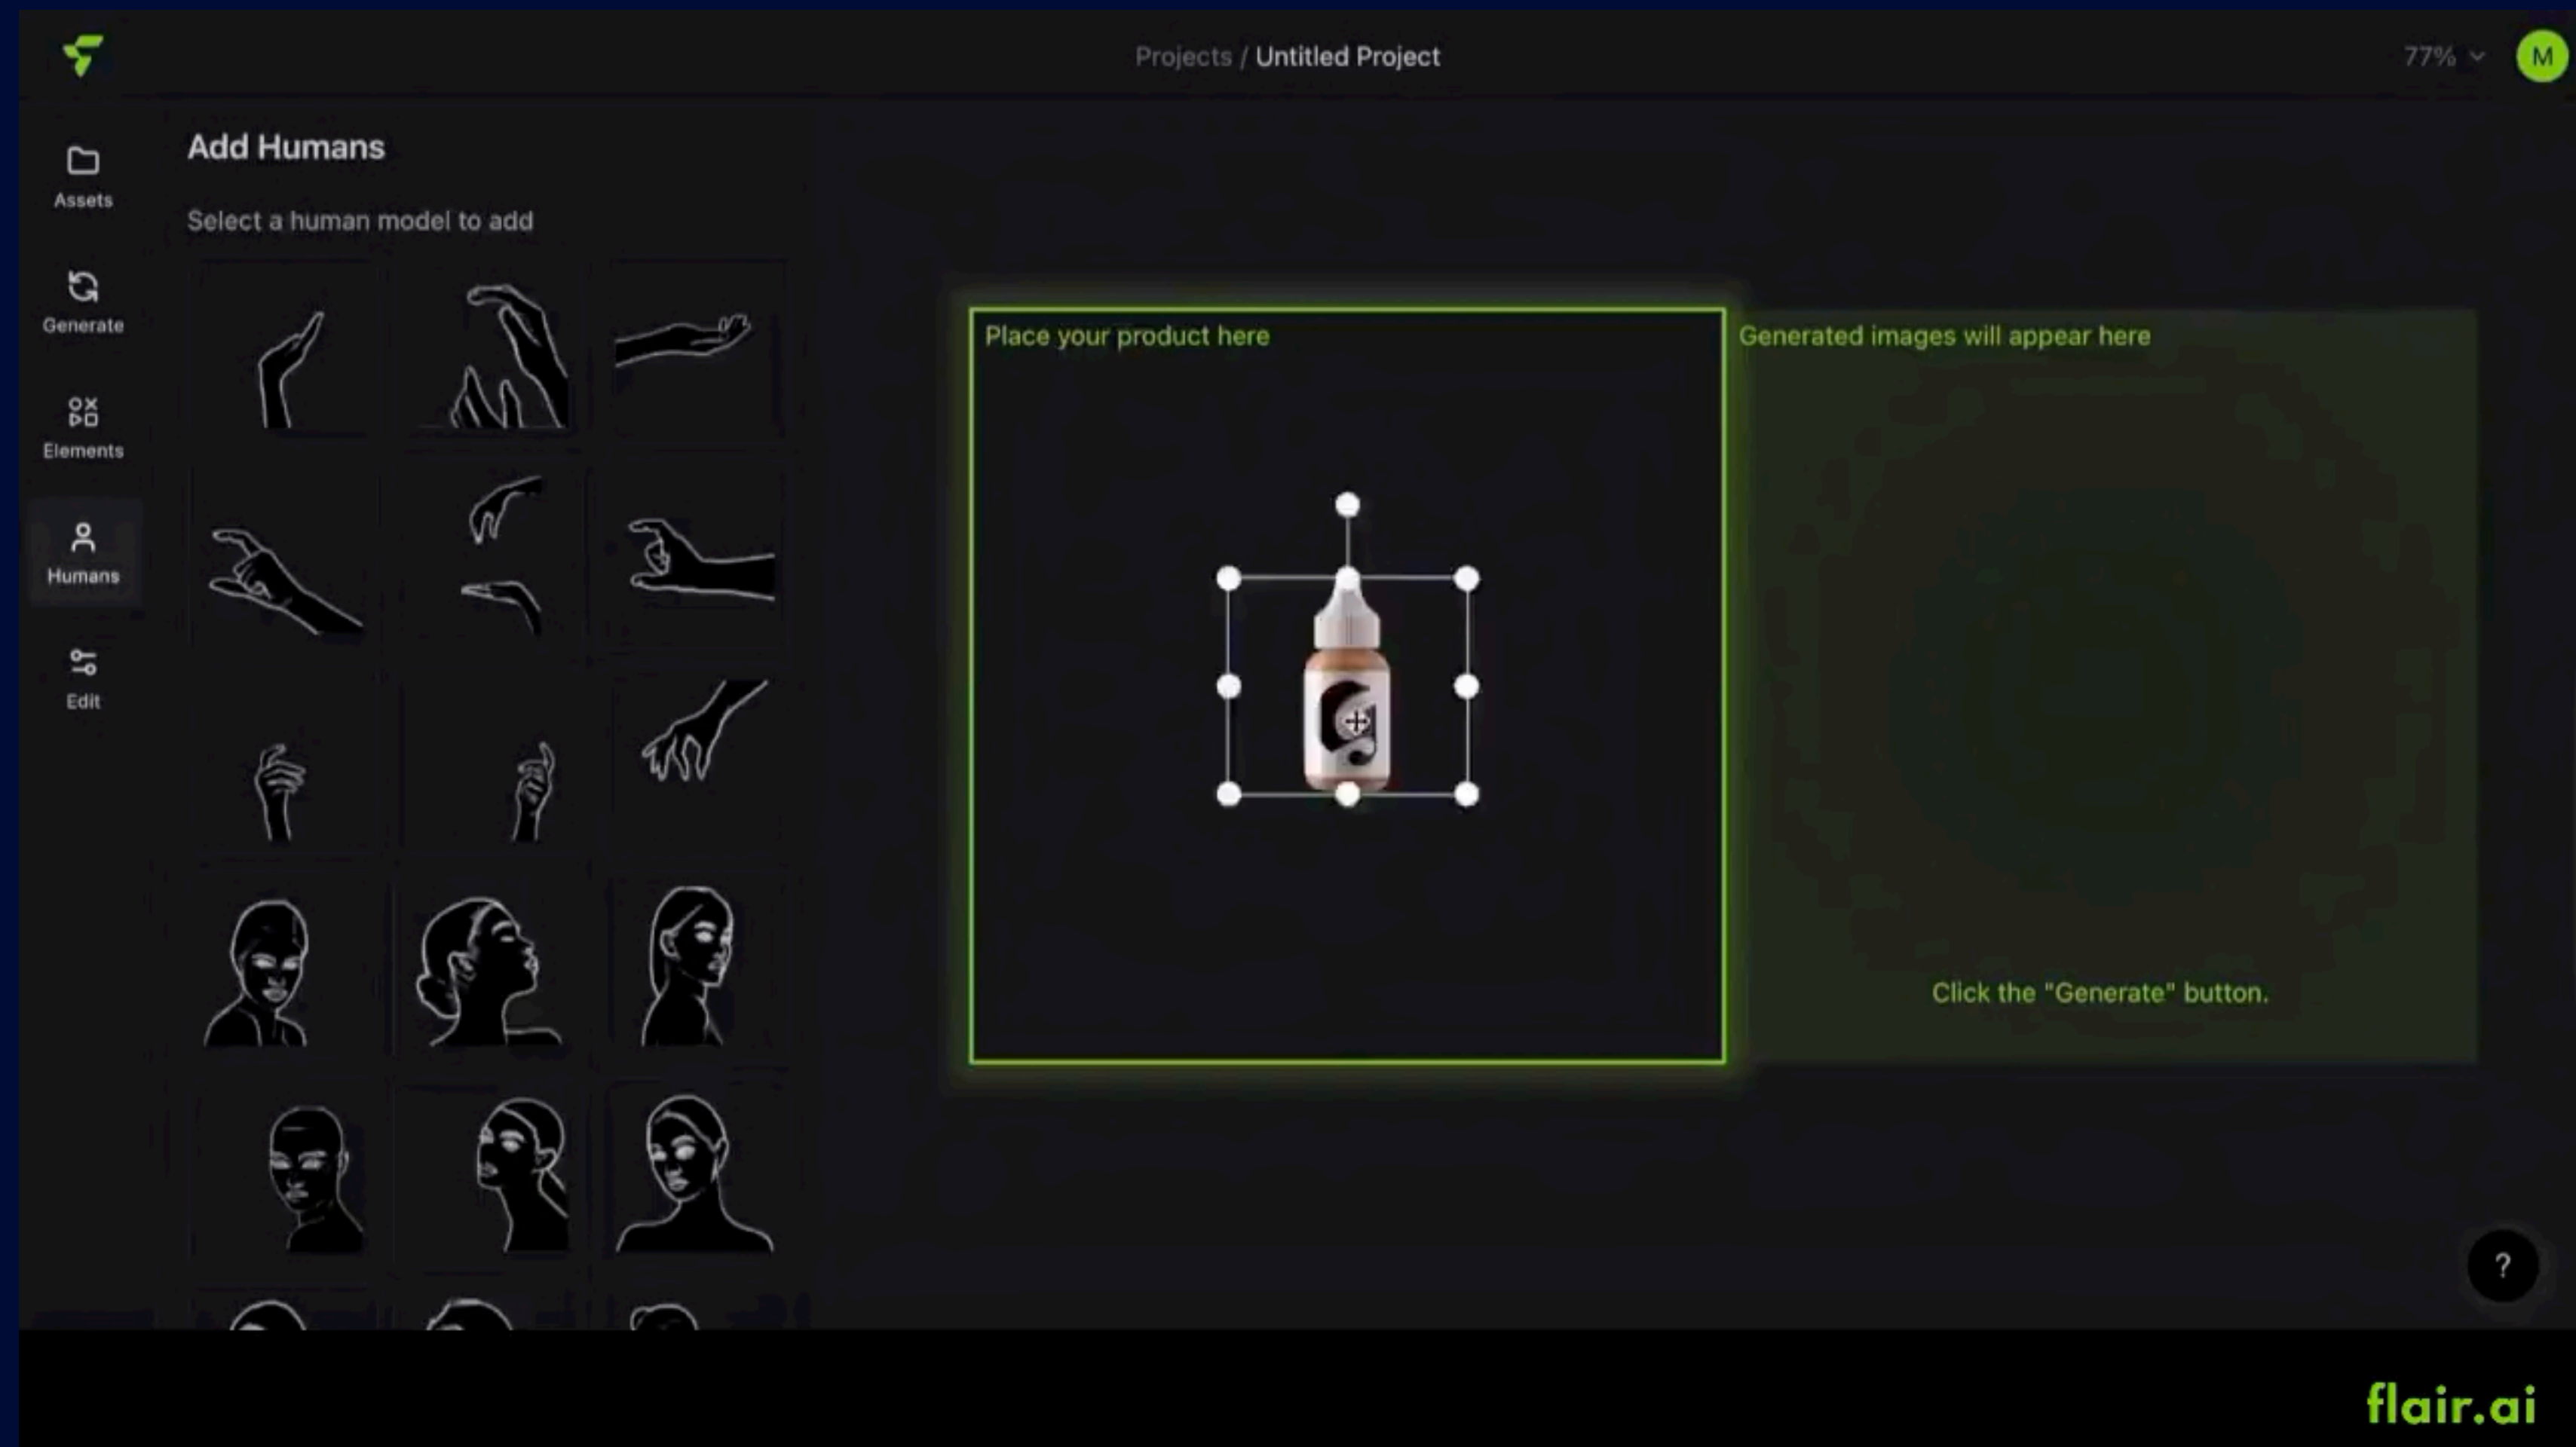 Projects / Untitled Project
77%
M
Assets
Generate
Elements
Humans
Edit
Add Humans
Select a human model to add
Place your product here
G
Generated images will appear here
Click the "Generate" button.
?
flair.ai